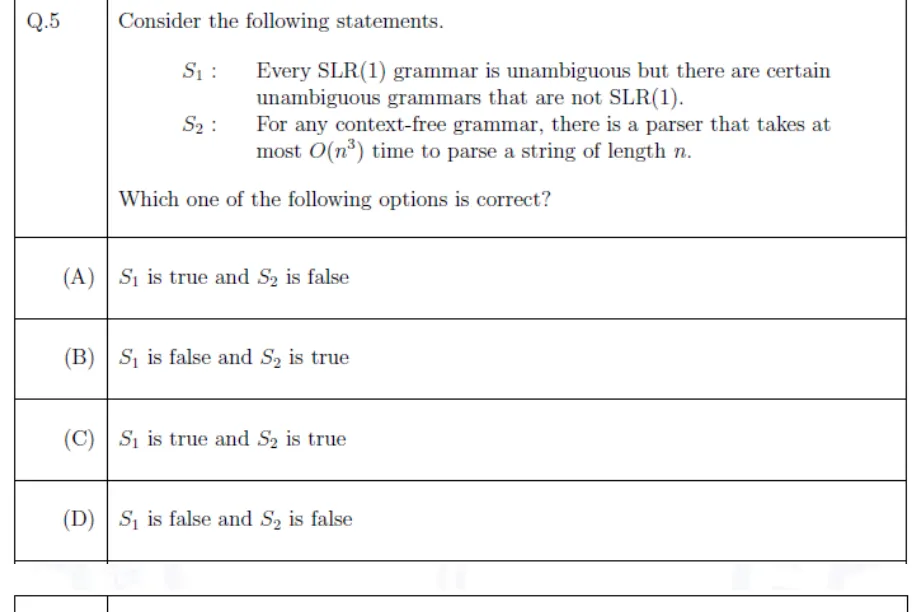 Q.5 Consider the following statements.
S₁ : Every SLR(1) grammar is unambiguous but there are certain
unambiguous grammars that are not SLR(1).
S₂ : For any context-free grammar, there is a parser that takes at
most O(n³) time to parse a string of length n.
Which one of the following options is correct?
(A) S₁ is true and S₂ is false
(B) S₁ is false and S₂ is true
(C) S₁ is true and S₂ is true
(D) S₁ is false and S₂ is false